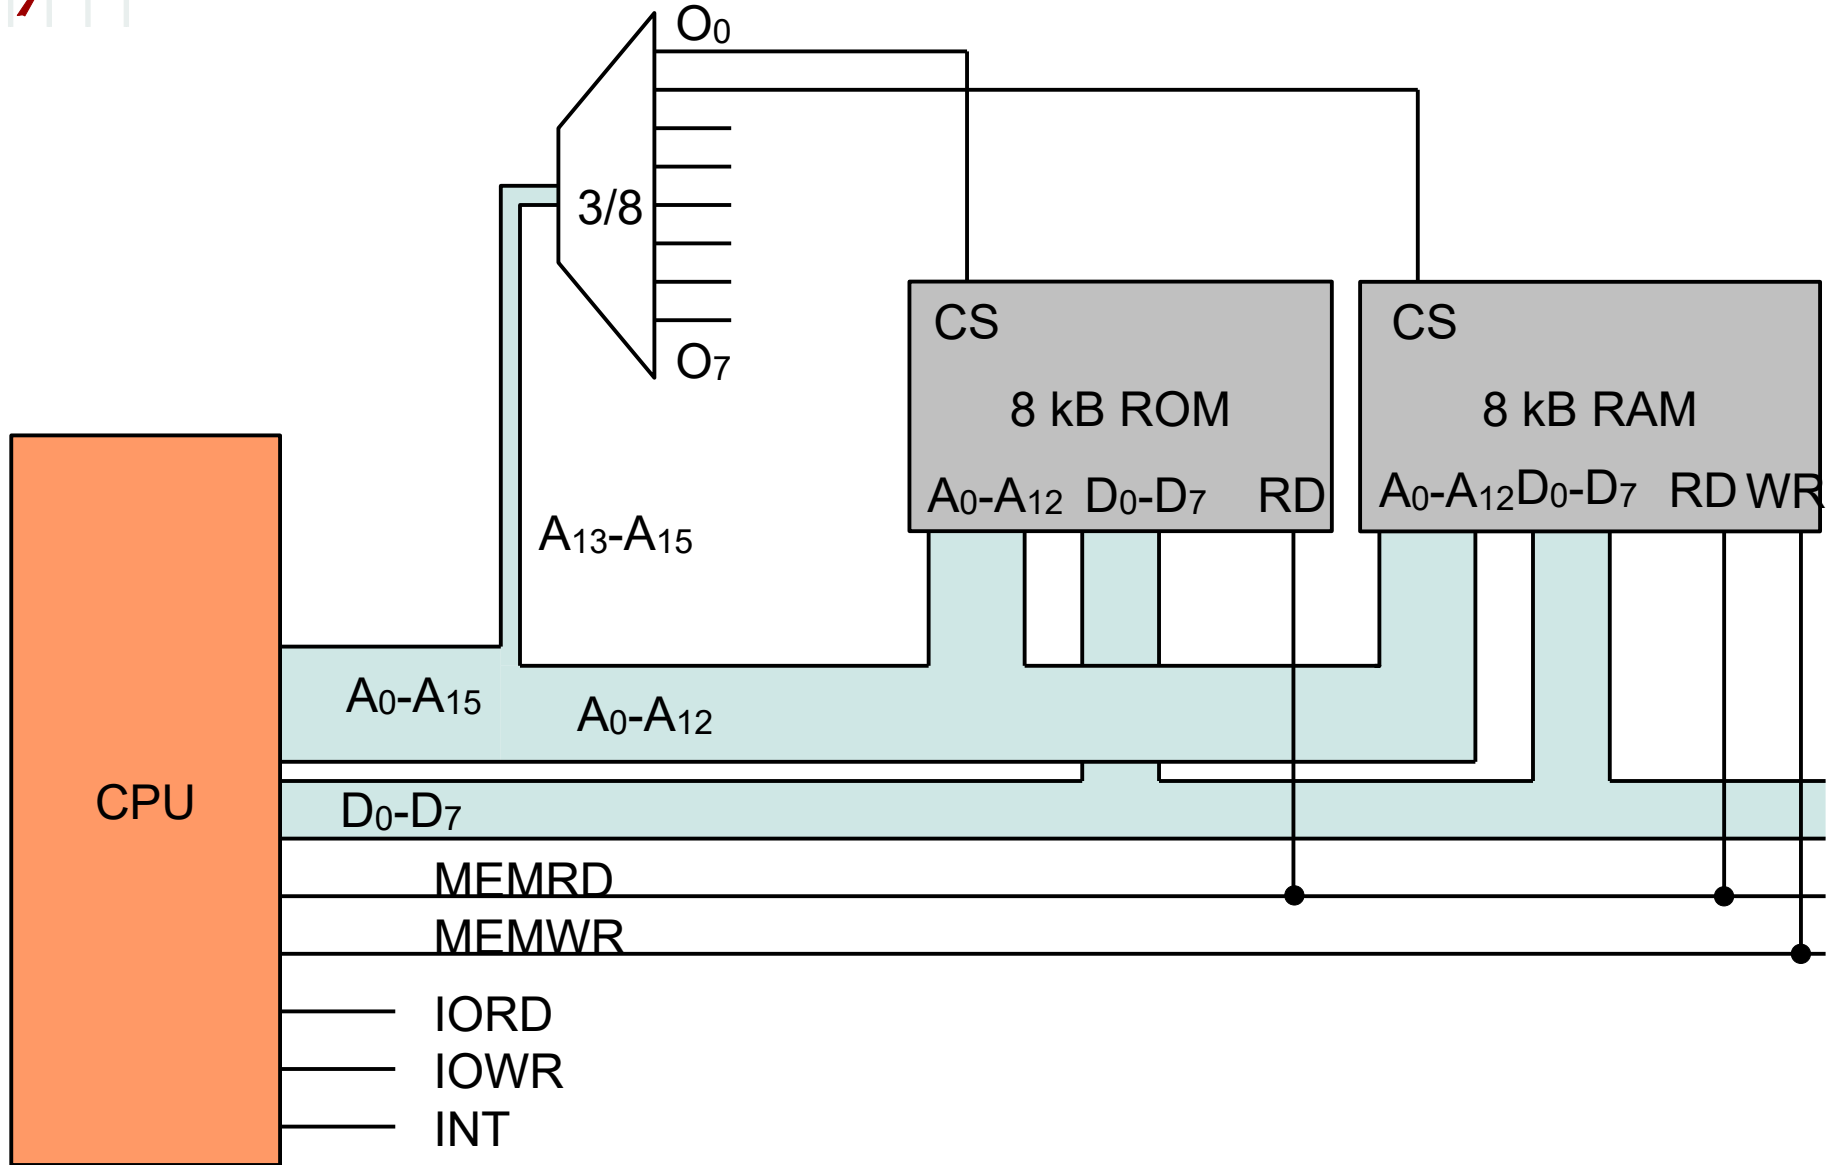 O0
3/8
O7
CS
8 kB ROM
A0-A12 D0-D7 RD
CS
8 kB RAM
A0-A12 D0-D7 RD WR
A13-A15
A0-A15
A0-A12
CPU
D0-D7
MEMRD
MEMWR
IORD
IOWR
INT